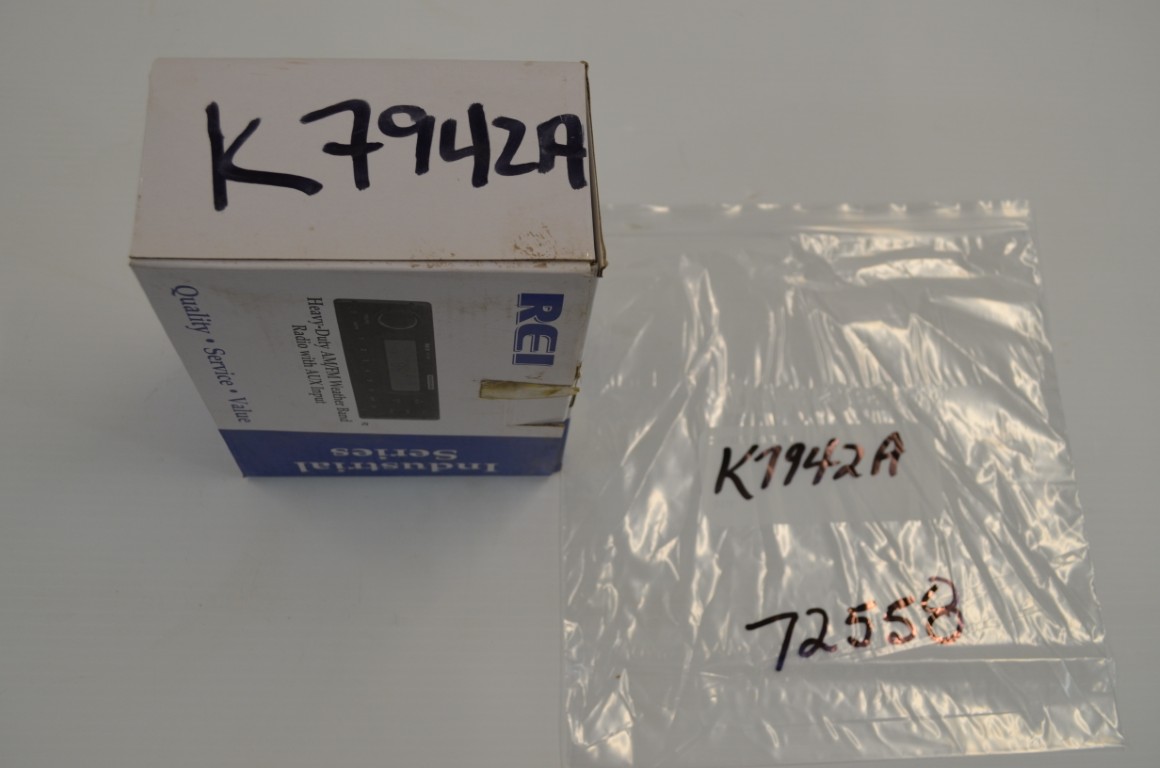 K7942A
REI
Heavy-Duty AM/FM Weather Band
Radio with AUX Input
Quality • Service • Value
Industrial
Series
K7942A
72558